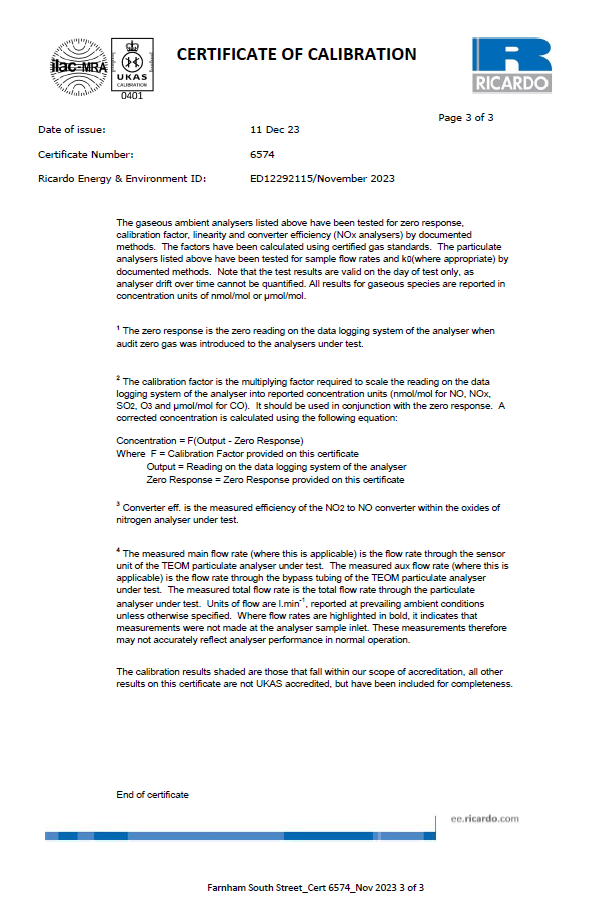 CERTIFICATE OF CALIBRATION
ilac-MRA
UKAS
CALIBRATION
0401
R
RICARDO
Page 3 of 3
Date of issue: 11 Dec 23
Certificate Number: 6574
Ricardo Energy & Environment ID: ED12292115/November 2023
The gaseous ambient analysers listed above have been tested for zero response,
calibration factor, linearity and converter efficiency (NOx analysers) by documented
methods. The factors have been calculated using certified gas standards. The particulate
analysers listed above have been tested for sample flow rates and k0(where appropriate) by
documented methods. Note that the test results are valid on the day of test only, as
analyser drift over time cannot be quantified. All results for gaseous species are reported in
concentration units of nmol/mol or µmol/mol.
1 The zero response is the zero reading on the data logging system of the analyser when
audit zero gas was introduced to the analysers under test.
2 The calibration factor is the multiplying factor required to scale the reading on the data
logging system of the analyser into reported concentration units (nmol/mol for NO, NOx,
SO2, O3 and µmol/mol for CO). It should be used in conjunction with the zero response. A
corrected concentration is calculated using the following equation:
Concentration = F(Output - Zero Response)
Where F = Calibration Factor provided on this certificate
Output = Reading on the data logging system of the analyser
Zero Response = Zero Response provided on this certificate
3 Converter eff. is the measured efficiency of the NO2 to NO converter within the oxides of
nitrogen analyser under test.
4 The measured main flow rate (where this is applicable) is the flow rate through the sensor
unit of the TEOM particulate analyser under test. The measured aux flow rate (where this is
applicable) is the flow rate through the bypass tubing of the TEOM particulate analyser
under test. The measured total flow rate is the total flow rate through the particulate
analyser under test. Units of flow are l.min-1, reported at prevailing ambient conditions
unless otherwise specified. Where flow rates are highlighted in bold, it indicates that
measurements were not made at the analyser sample inlet. These measurements therefore
may not accurately reflect analyser performance in normal operation.
The calibration results shaded are those that fall within our scope of accreditation, all other
results on this certificate are not UKAS accredited, but have been included for completeness.
End of certificate
ee.ricardo.com
Farnham South Street_Cert 6574_Nov 2023 3 of 3